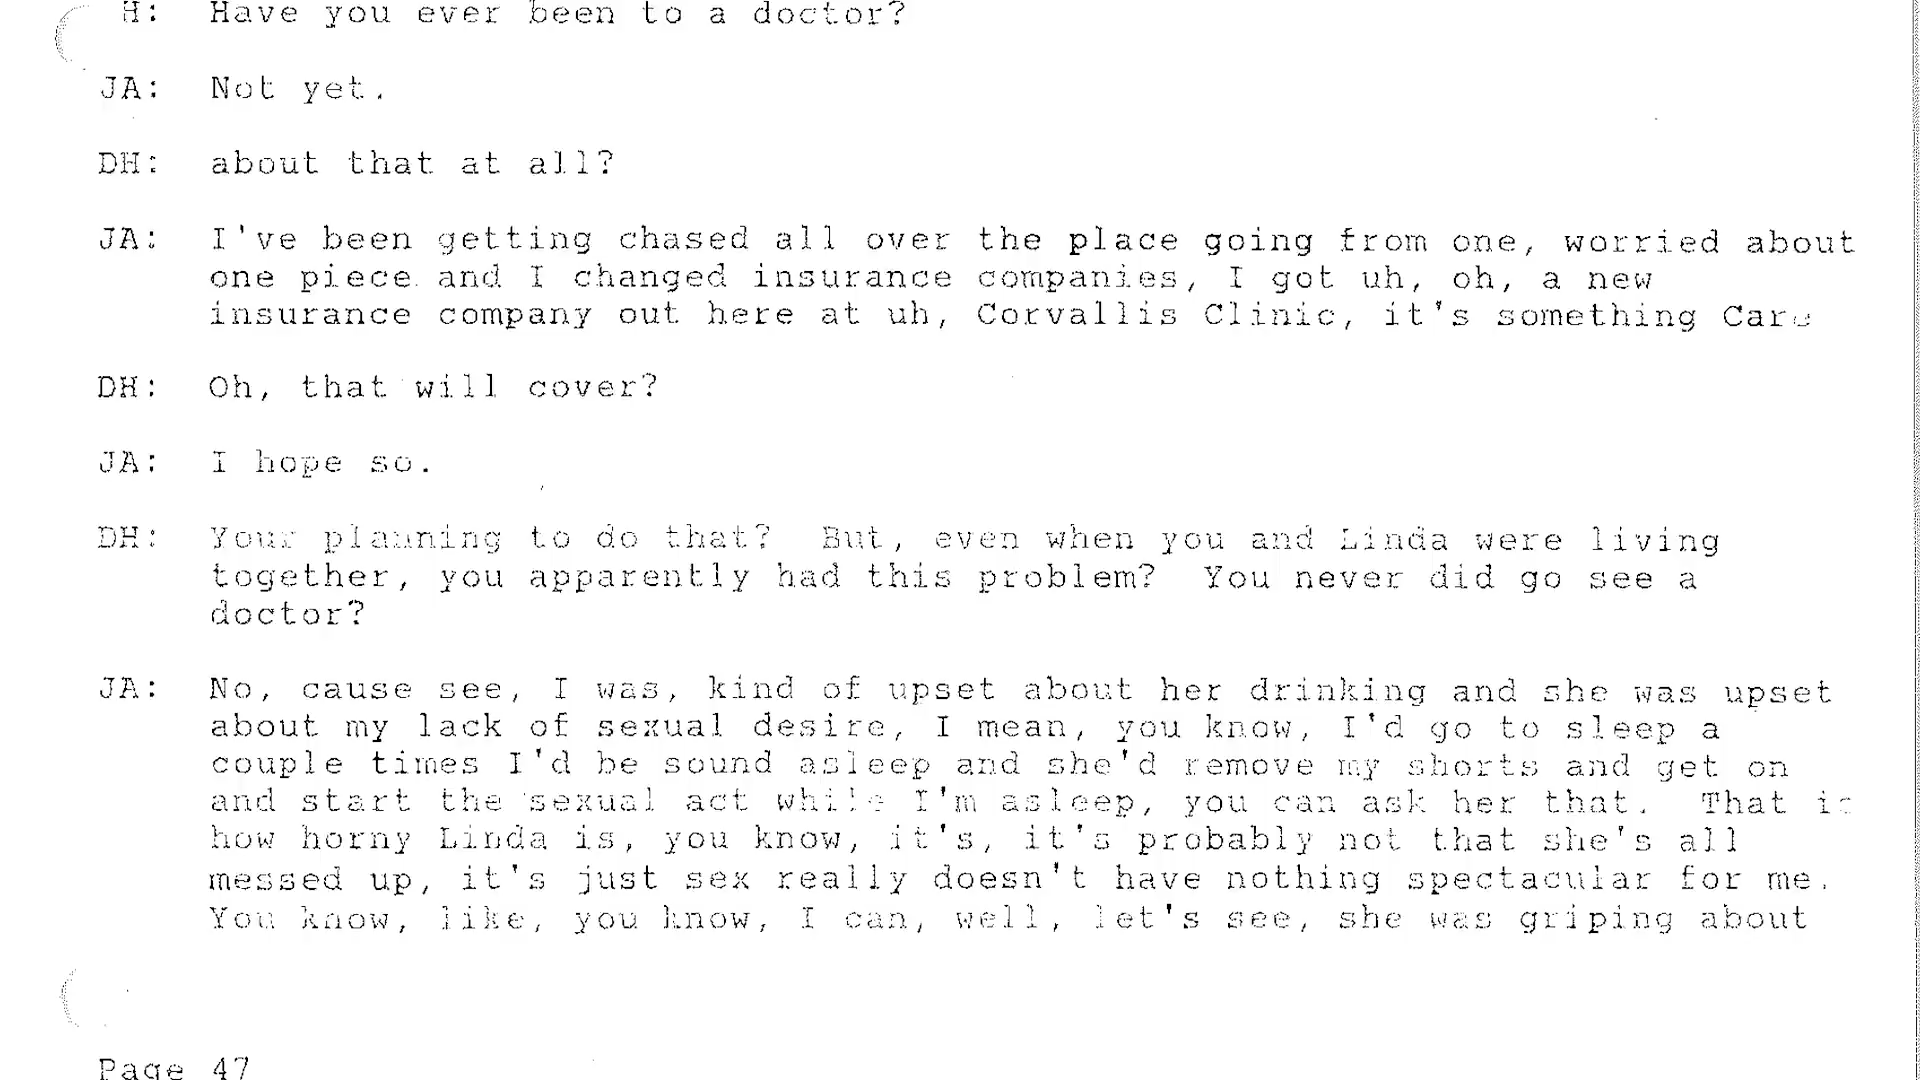 H: Have you ever been to a doctor?
JA: Not yet.
DH: about that at all?
JA: I've been getting chased all over the place going from one, worried about
one piece and I changed insurance companies, I got uh, oh, a new
insurance company out here at uh, Corvallis Clinic, it's something Care
DH: Oh, that will cover?
JA: I hope so.
DH: Your planning to do that? But, even when you and Linda were living
together, you apparently had this problem? You never did go see a
doctor?
JA: No, cause see, I was, kind of upset about her drinking and she was upset
about my lack of sexual desire, I mean, you know, I'd go to sleep a
couple times I'd be sound asleep and she'd remove my shorts and get on
and start the sexual act while I'm asleep, you can ask her that. That is
how horny Linda is, you know, it's, it's probably not that she's all
messed up, it's just sex really doesn't have nothing spectacular for me.
You know, like, you know, I can, well, let's see, she was griping about
Page 47